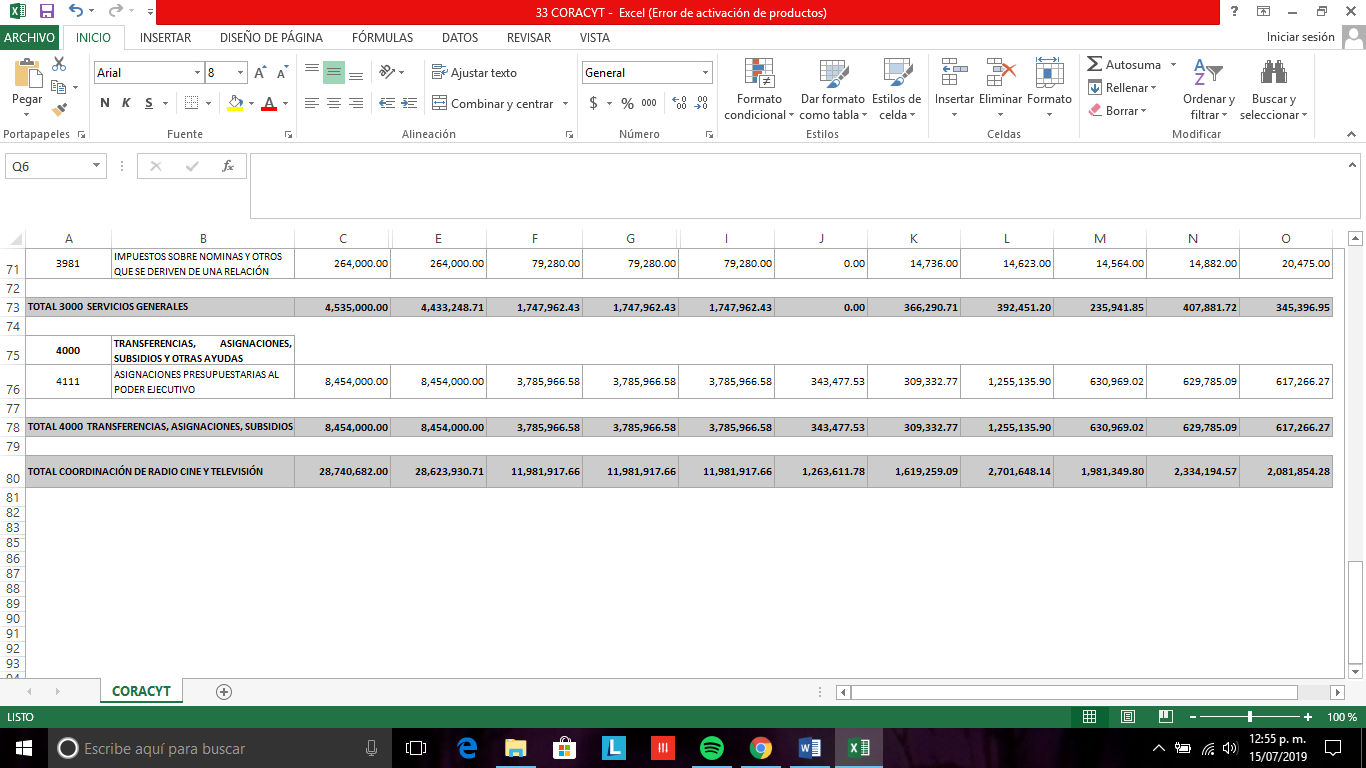 33 CORACYT - Excel (Error de activación de productos)
ARCHIVO INICIO INSERTAR DISEÑO DE PÁGINA FÓRMULAS DATOS REVISAR VISTA Iniciar sesión
Pegar
Portapapeles
Arial 8
N K S
Fuente
Ajustar texto
Combinar y centrar
Alineación
General
$ % 000
Número
Formato condicional
Dar formato como tabla
Estilos de celda
Estilos
Insertar Eliminar Formato
Celdas
Autosuma
Rellenar
Borrar
Ordenar y filtrar
Buscar y seleccionar
Modificar
Q6 fx
A B C E F G I J K L M N O
71 3981 IMPUESTOS SOBRE NOMINAS Y OTROS QUE SE DERIVEN DE UNA RELACIÓN 264,000.00 264,000.00 79,280.00 79,280.00 79,280.00 0.00 14,736.00 14,623.00 14,564.00 14,882.00 20,475.00
72
73 TOTAL 3000 SERVICIOS GENERALES 4,535,000.00 4,433,248.71 1,747,962.43 1,747,962.43 1,747,962.43 0.00 366,290.71 392,451.20 235,941.85 407,881.72 345,396.95
74
75 4000 TRANSFERENCIAS, ASIGNACIONES, SUBSIDIOS Y OTRAS AYUDAS
76 4111 ASIGNACIONES PRESUPUESTARIAS AL PODER EJECUTIVO 8,454,000.00 8,454,000.00 3,785,966.58 3,785,966.58 3,785,966.58 343,477.53 309,332.77 1,255,135.90 630,969.02 629,785.09 617,266.27
77
78 TOTAL 4000 TRANSFERENCIAS, ASIGNACIONES, SUBSIDIOS 8,454,000.00 8,454,000.00 3,785,966.58 3,785,966.58 3,785,966.58 343,477.53 309,332.77 1,255,135.90 630,969.02 629,785.09 617,266.27
79
80 TOTAL COORDINACIÓN DE RADIO CINE Y TELEVISIÓN 28,740,682.00 28,623,930.71 11,981,917.66 11,981,917.66 11,981,917.66 1,263,611.78 1,619,259.09 2,701,648.14 1,981,349.80 2,334,194.57 2,081,854.28
81
82
83
85
86
87
88
89
90
91
92
93
94
CORACYT
LISTO 100 %
Escribe aquí para buscar
12:55 p. m.
15/07/2019